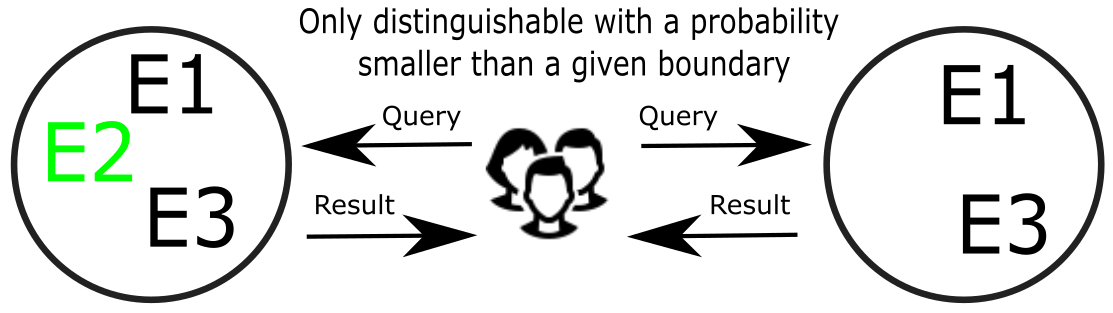 Only distinguishable with a probability
smaller than a given boundary
E1
E2
E3
Query
Result
Query
Result
E1
E3